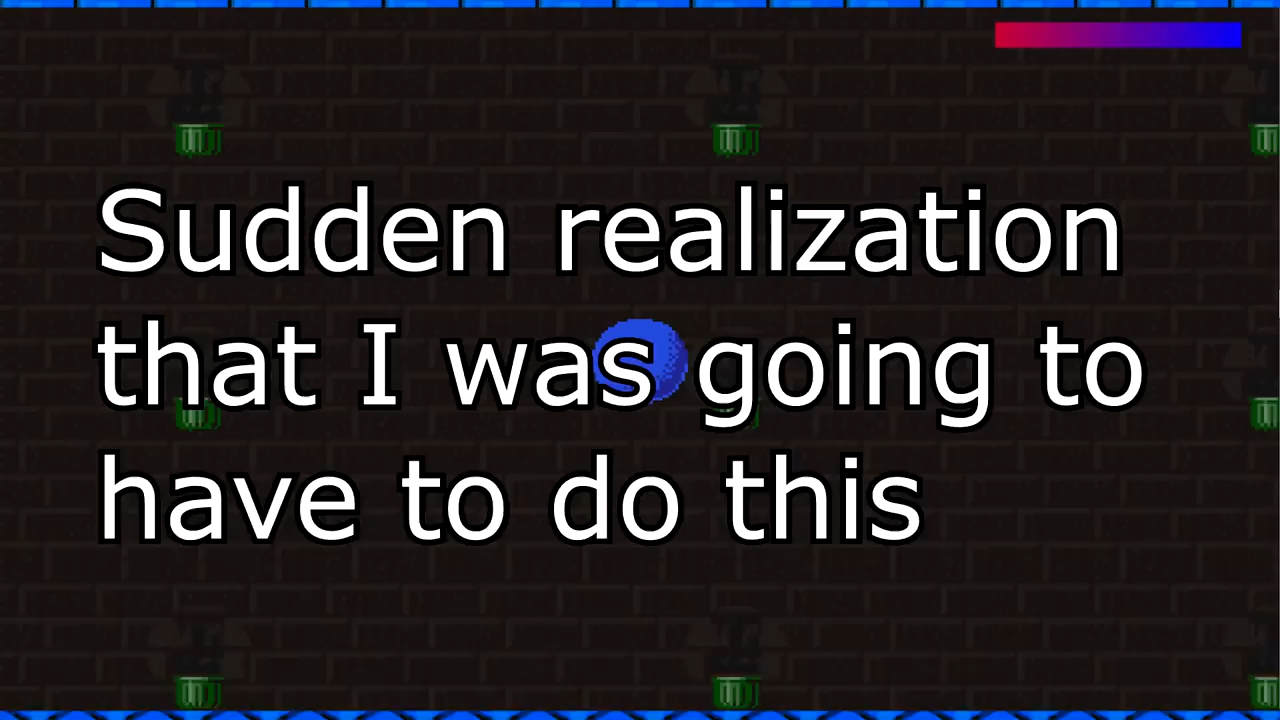 Sudden realization
that I was going to
have to do this